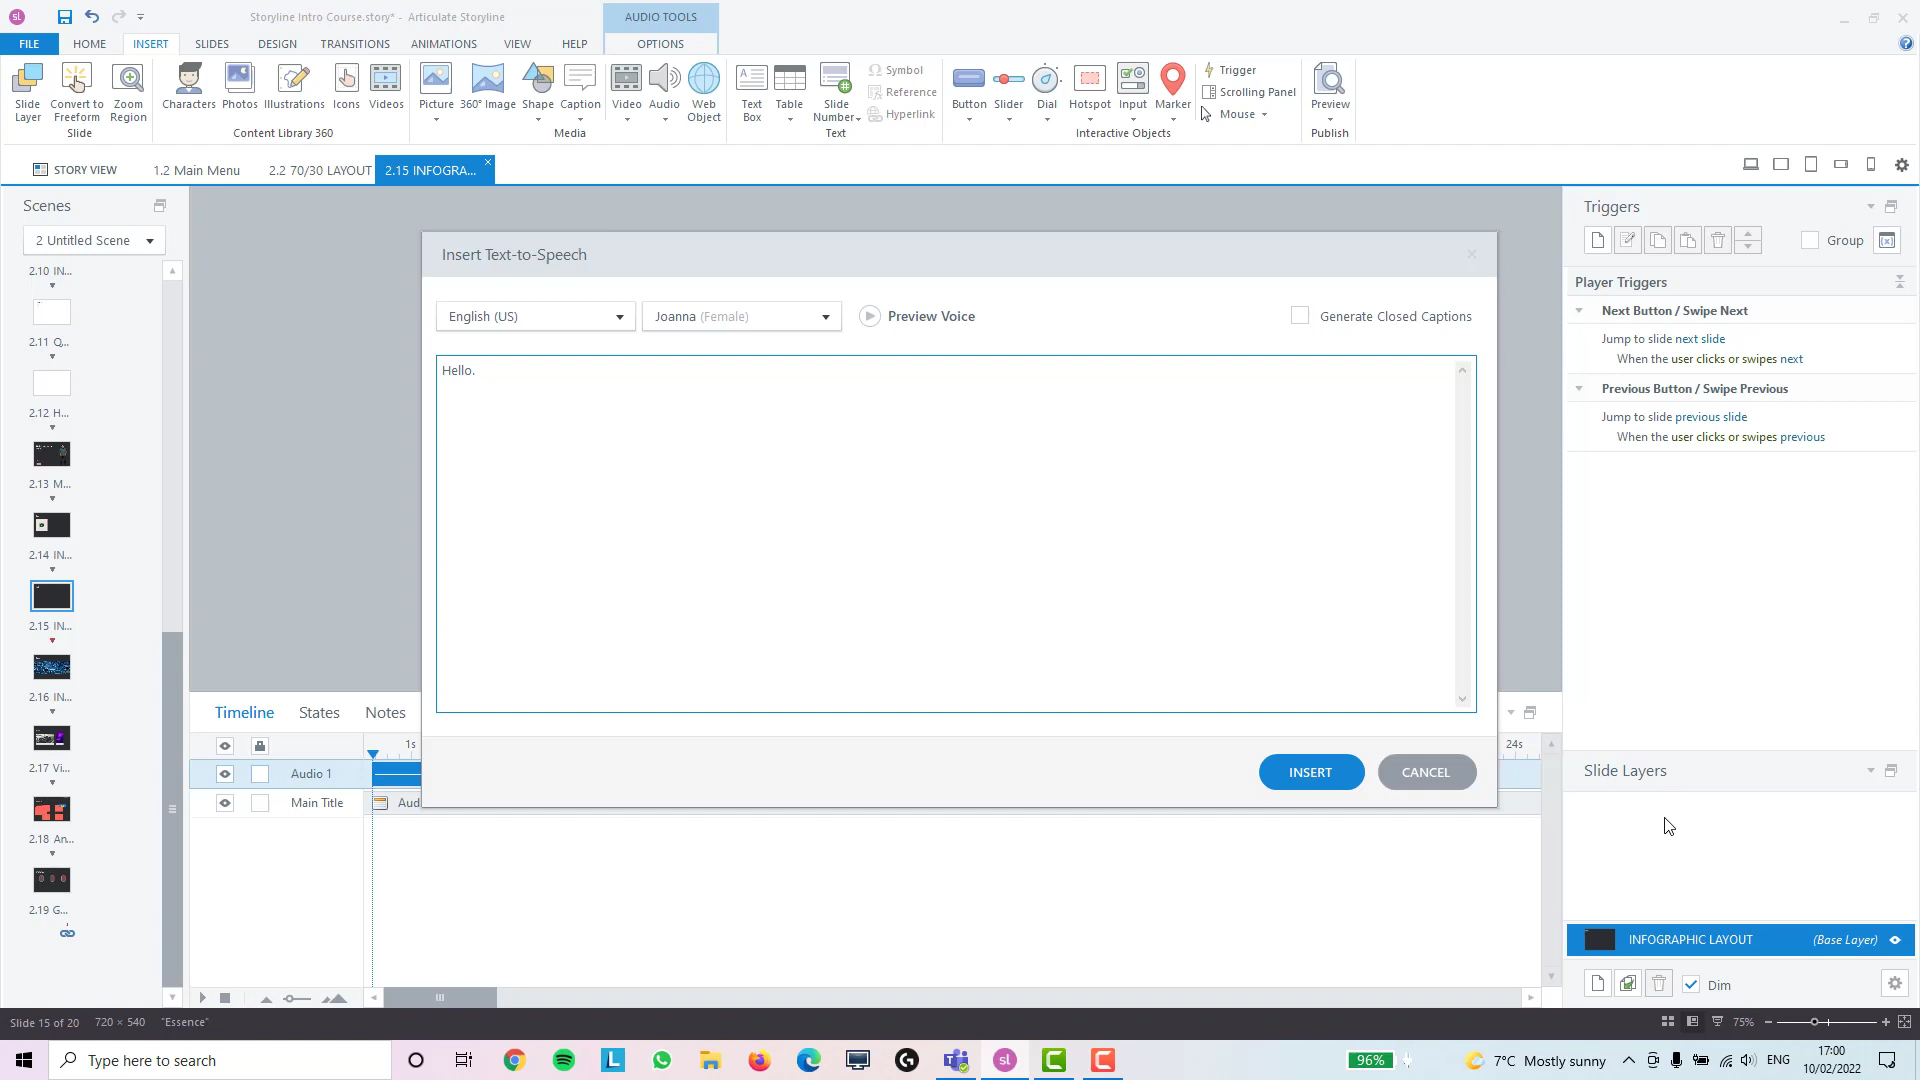 Storyline Intro Course.story* - Articulate Storyline
AUDIO TOOLS
FILE HOME INSERT SLIDES DESIGN TRANSITIONS ANIMATIONS VIEW HELP OPTIONS
Slide Layer
Convert to Freeform
Zoom Region
Slide
Characters
Photos
Illustrations
Icons
Videos
Content Library 360
Picture
360° Image
Shape
Caption
Video
Audio
Web Object
Media
Text Box
Table
Slide Number
Symbol
Reference
Hyperlink
Text
Button
Slider
Dial
Hotspot
Input
Marker
Trigger
Scrolling Panel
Mouse
Interactive Objects
Preview
Publish
STORY VIEW 1.2 Main Menu 2.2 70/30 LAYOUT 2.15 INFOGRA...
Scenes
2 Untitled Scene
2.10 IN...
2.11 Q...
2.12 H...
2.13 M...
2.14 IN...
2.15 IN...
2.16 IN...
2.17 Vi...
2.18 An...
2.19 G...
Insert Text-to-Speech
English (US) Joanna (Female) Preview Voice Generate Closed Captions
Hello.
INSERT CANCEL
Timeline States Notes
1s 24s
Audio 1
Main Title Aud
Triggers
Group
Player Triggers
Next Button / Swipe Next
Jump to slide next slide
When the user clicks or swipes next
Previous Button / Swipe Previous
Jump to slide previous slide
When the user clicks or swipes previous
Slide Layers
INFOGRAPHIC LAYOUT (Base Layer)
Dim
Slide 15 of 20 720 × 540 "Essence" 75%
Type here to search
96%
7°C Mostly sunny
ENG
17:00
10/02/2022